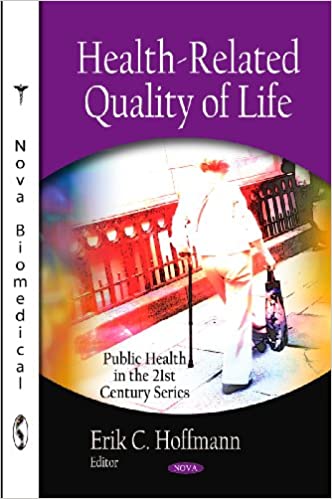 Health-Related
Quality of Life
Nova Biomedical
Public Health
in the 21st
Century Series
Erik C. Hoffmann
Editor
NOVA